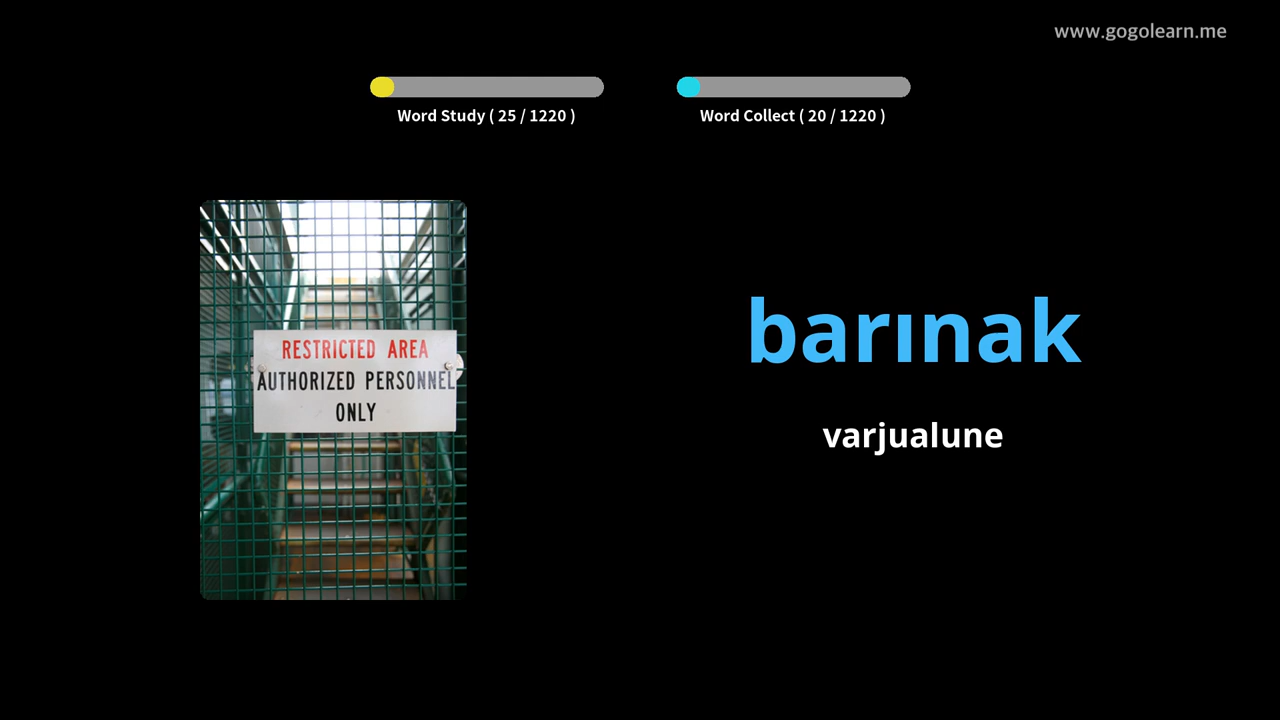 www.gogolearn.me
Word Study ( 25 / 1220 )
Word Collect ( 20 / 1220 )
RESTRICTED AREA
AUTHORIZED PERSONNEL
ONLY
barınak
varjualune